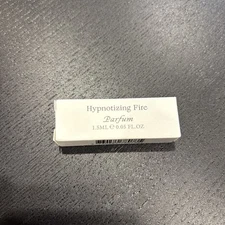 Hypnotizing Fire
Parfum
1.5ML ℮ 0.05 FL.OZ